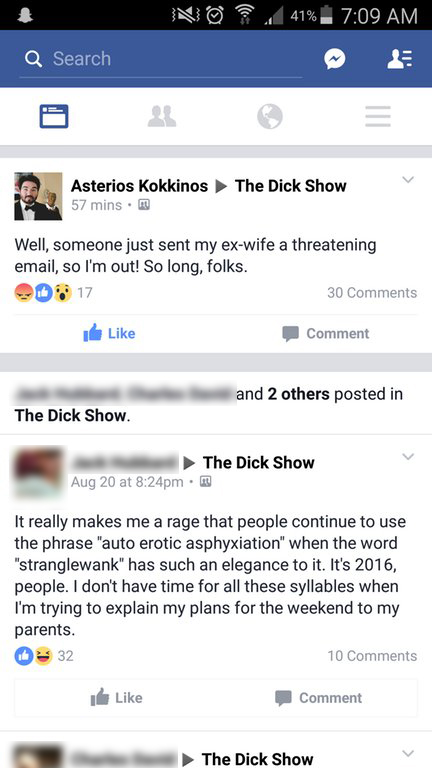 41% 7:09 AM
Search
Asterios Kokkinos ▶ The Dick Show
57 mins •
Well, someone just sent my ex-wife a threatening
email, so I'm out! So long, folks.
17 30 Comments
Like Comment
and 2 others posted in
The Dick Show.
▶ The Dick Show
Aug 20 at 8:24pm •
It really makes me a rage that people continue to use
the phrase "auto erotic asphyxiation" when the word
"stranglewank" has such an elegance to it. It's 2016,
people. I don't have time for all these syllables when
I'm trying to explain my plans for the weekend to my
parents.
32 10 Comments
Like Comment
▶ The Dick Show